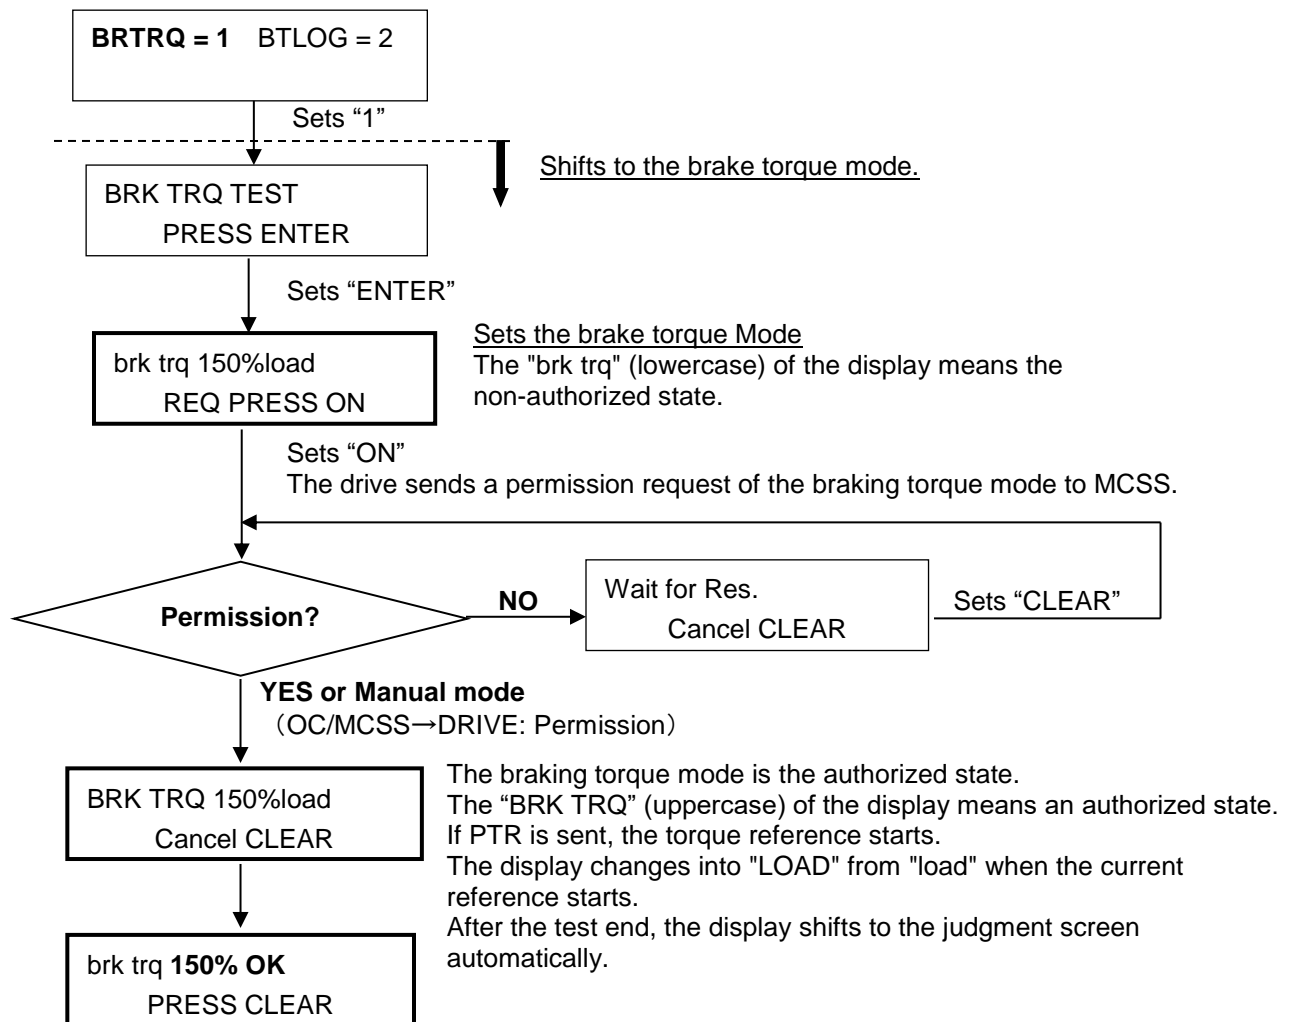 BRTRQ = 1 BTLOG = 2
Sets “1”
Shifts to the brake torque mode.
BRK TRQ TEST
PRESS ENTER
Sets “ENTER”
brk trq 150%load
REQ PRESS ON
Sets the brake torque Mode
The "brk trq" (lowercase) of the display means the
non-authorized state.
Sets “ON”
The drive sends a permission request of the braking torque mode to MCSS.
Permission?
NO
Wait for Res.
Cancel CLEAR
Sets “CLEAR”
YES or Manual mode
（OC/MCSS→DRIVE: Permission）
BRK TRQ 150%load
Cancel CLEAR
The braking torque mode is the authorized state.
The “BRK TRQ” (uppercase) of the display means an authorized state.
If PTR is sent, the torque reference starts.
The display changes into "LOAD" from "load" when the current
reference starts.
After the test end, the display shifts to the judgment screen
automatically.
brk trq 150% OK
PRESS CLEAR